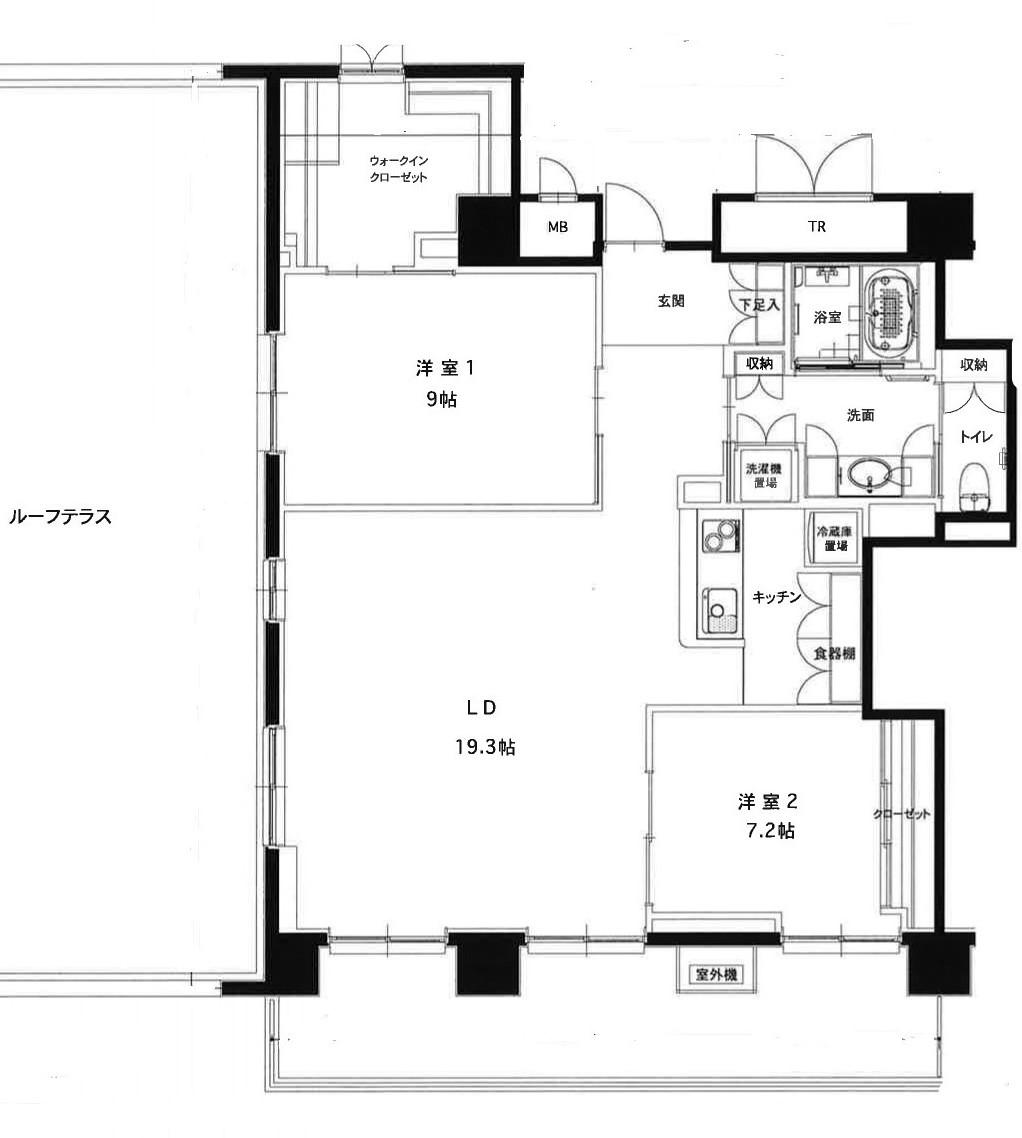 ウォークイン
クローゼット
MB
TR
玄関
下足入
浴室
洋室1
9帖
収納
収納
洗面
トイレ
洗濯機
置場
ルーフテラス
冷蔵庫
置場
キッチン
食器棚
LD
19.3帖
洋室2
7.2帖
クローゼット
室外機